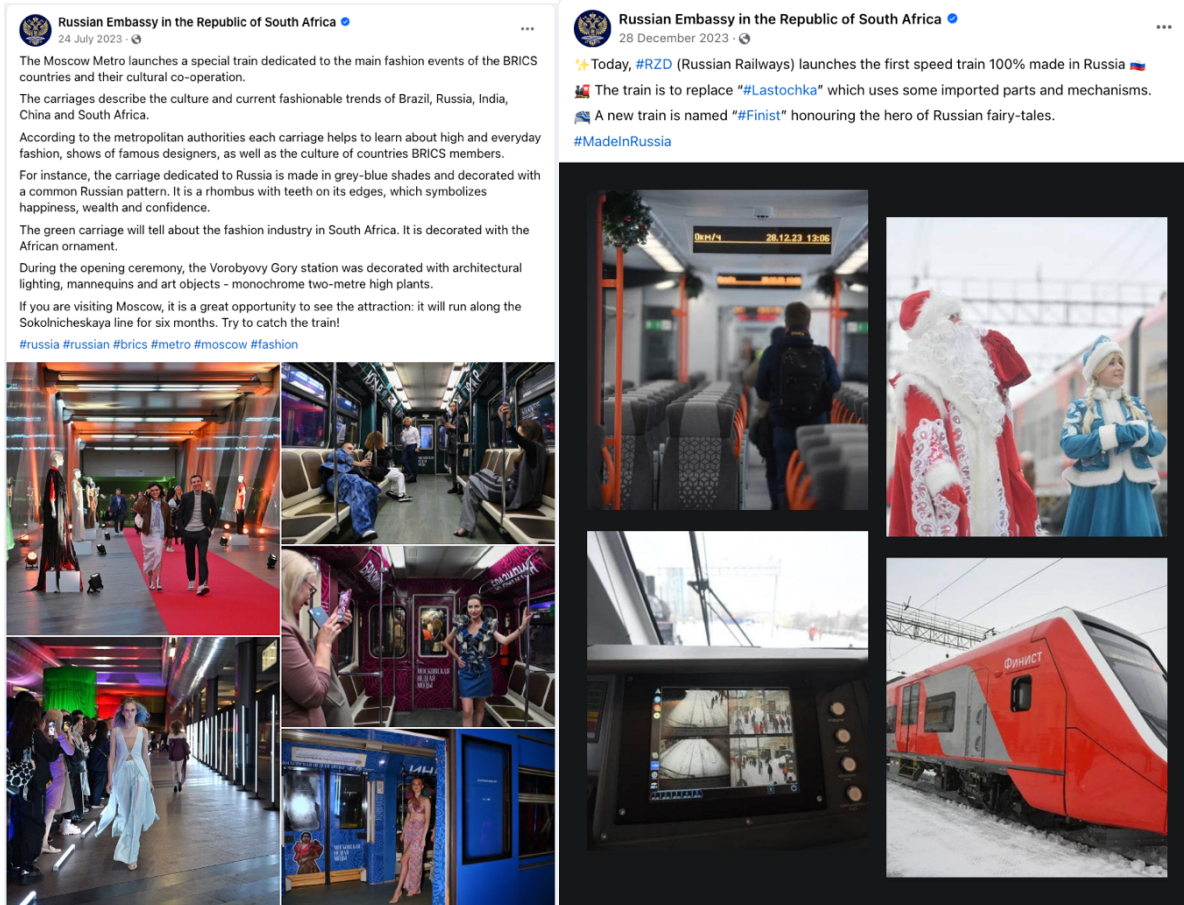 Russian Embassy in the Republic of South Africa
24 July 2023 ·
The Moscow Metro launches a special train dedicated to the main fashion events of the BRICS
countries and their cultural co-operation.
The carriages describe the culture and current fashionable trends of Brazil, Russia, India,
China and South Africa.
According to the metropolitan authorities each carriage helps to learn about high and everyday
fashion, shows of famous designers, as well as the culture of countries BRICS members.
For instance, the carriage dedicated to Russia is made in grey-blue shades and decorated with
a common Russian pattern. It is a rhombus with teeth on its edges, which symbolizes
happiness, wealth and confidence.
The green carriage will tell about the fashion industry in South Africa. It is decorated with the
African ornament.
During the opening ceremony, the Vorobyovy Gory station was decorated with architectural
lighting, mannequins and art objects - monochrome two-metre high plants.
If you are visiting Moscow, it is a great opportunity to see the attraction: it will run along the
Sokolnicheskaya line for six months. Try to catch the train!
#russia #russian #brics #metro #moscow #fashion
МОСКОВСКАЯ
НЕДЕЛЯ
МОДЫ
Russian Embassy in the Republic of South Africa
28 December 2023 ·
Today, #RZD (Russian Railways) launches the first speed train 100% made in Russia
The train is to replace “#Lastochka” which uses some imported parts and mechanisms.
A new train is named “#Finist” honouring the hero of Russian fairy-tales.
#MadeInRussia
0км/ч 28.12.23 13:06
ФИНИСТ